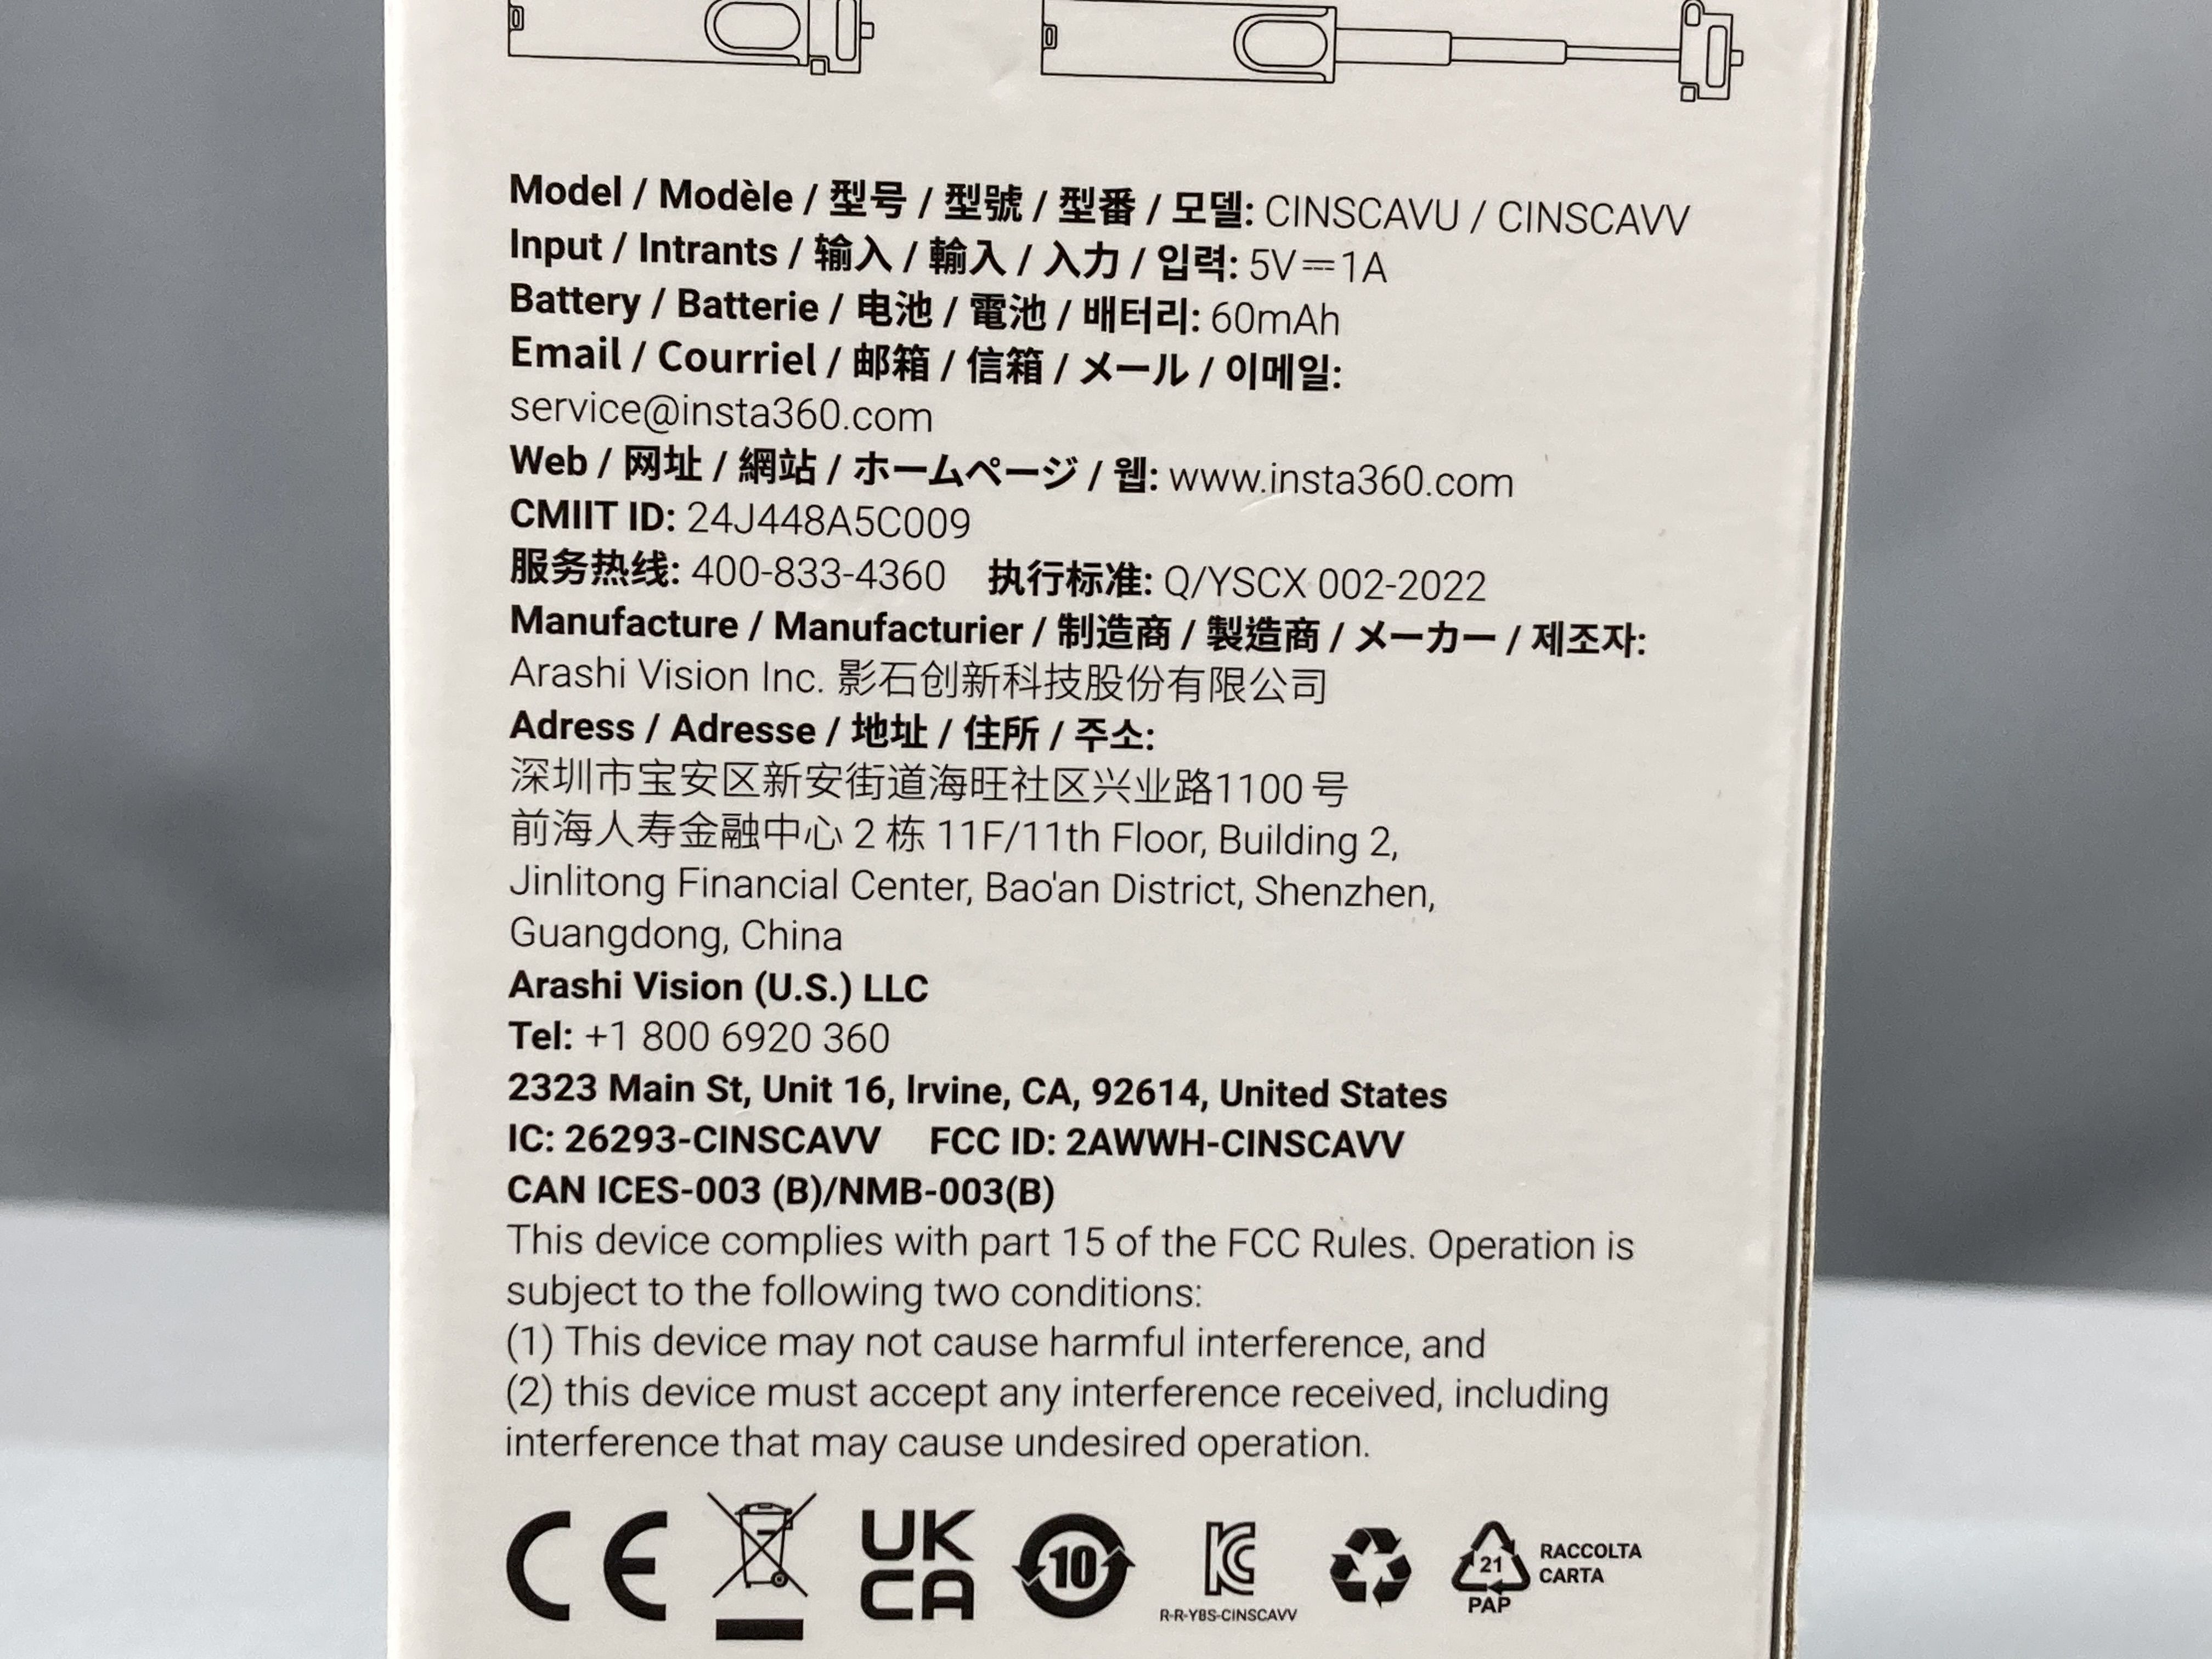 Model / Modèle / 型号 / 型號 / 型番 / 모델: CINSCAVU / CINSCAVV
Input / Intrants / 输入 / 輸入 / 入力 / 입력: 5V⎓1A
Battery / Batterie / 电池 / 電池 / 배터리: 60mAh
Email / Courriel / 邮箱 / 信箱 / メール / 이메일:
service@insta360.com
Web / 网址 / 網站 / ホームページ / 웹: www.insta360.com
CMIIT ID: 24J448A5C009
服务热线: 400-833-4360 执行标准: Q/YSCX 002-2022
Manufacture / Manufacturier / 制造商 / 製造商 / メーカー / 제조자:
Arashi Vision Inc. 影石创新科技股份有限公司
Adress / Adresse / 地址 / 住所 / 주소:
深圳市宝安区新安街道海旺社区兴业路1100号
前海人寿金融中心 2 栋 11F/11th Floor, Building 2,
Jinlitong Financial Center, Bao'an District, Shenzhen,
Guangdong, China
Arashi Vision (U.S.) LLC
Tel: +1 800 6920 360
2323 Main St, Unit 16, Irvine, CA, 92614, United States
IC: 26293-CINSCAVV FCC ID: 2AWWH-CINSCAVV
CAN ICES-003 (B)/NMB-003(B)
This device complies with part 15 of the FCC Rules. Operation is
subject to the following two conditions:
(1) This device may not cause harmful interference, and
(2) this device must accept any interference received, including
interference that may cause undesired operation.
CE
UK
CA
10
KC
R-R-YBS-CINSCAVV
21
PAP
RACCOLTA
CARTA